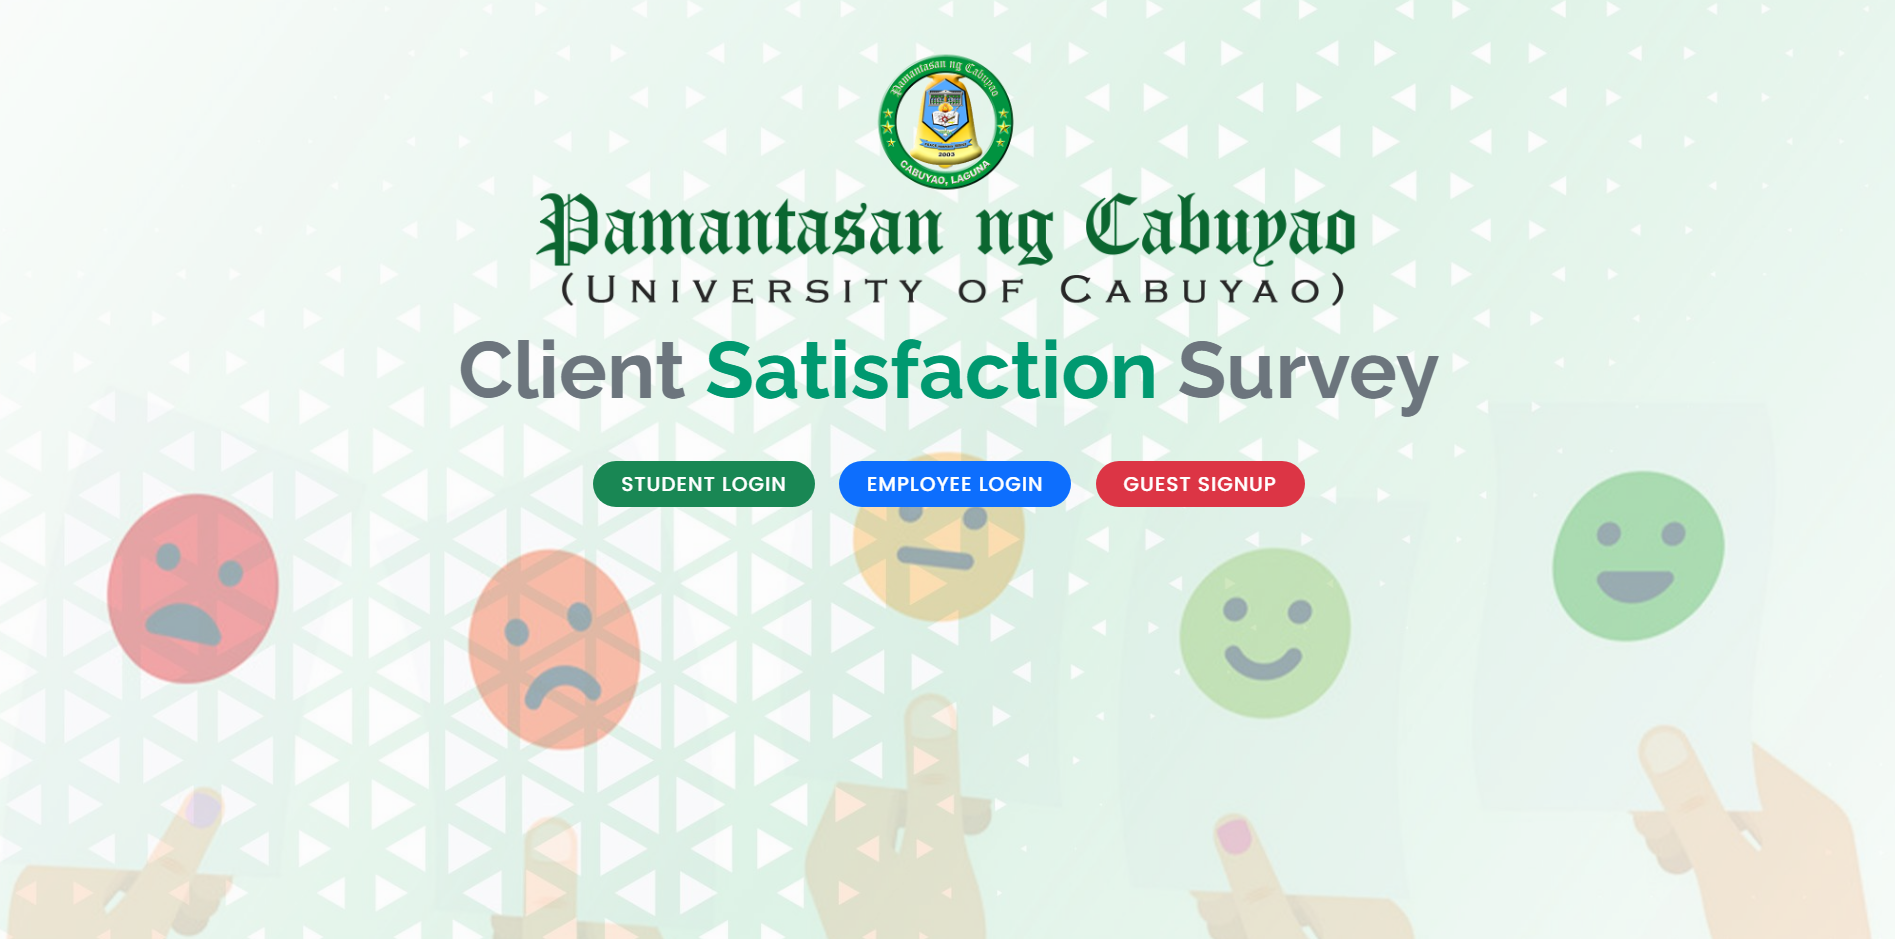 Pamantasan ng Cabuyao
2003
CABUYAO, LAGUNA
Pamantasan ng Cabuyao
(UNIVERSITY OF CABUYAO)
Client Satisfaction Survey
STUDENT LOGIN EMPLOYEE LOGIN GUEST SIGNUP